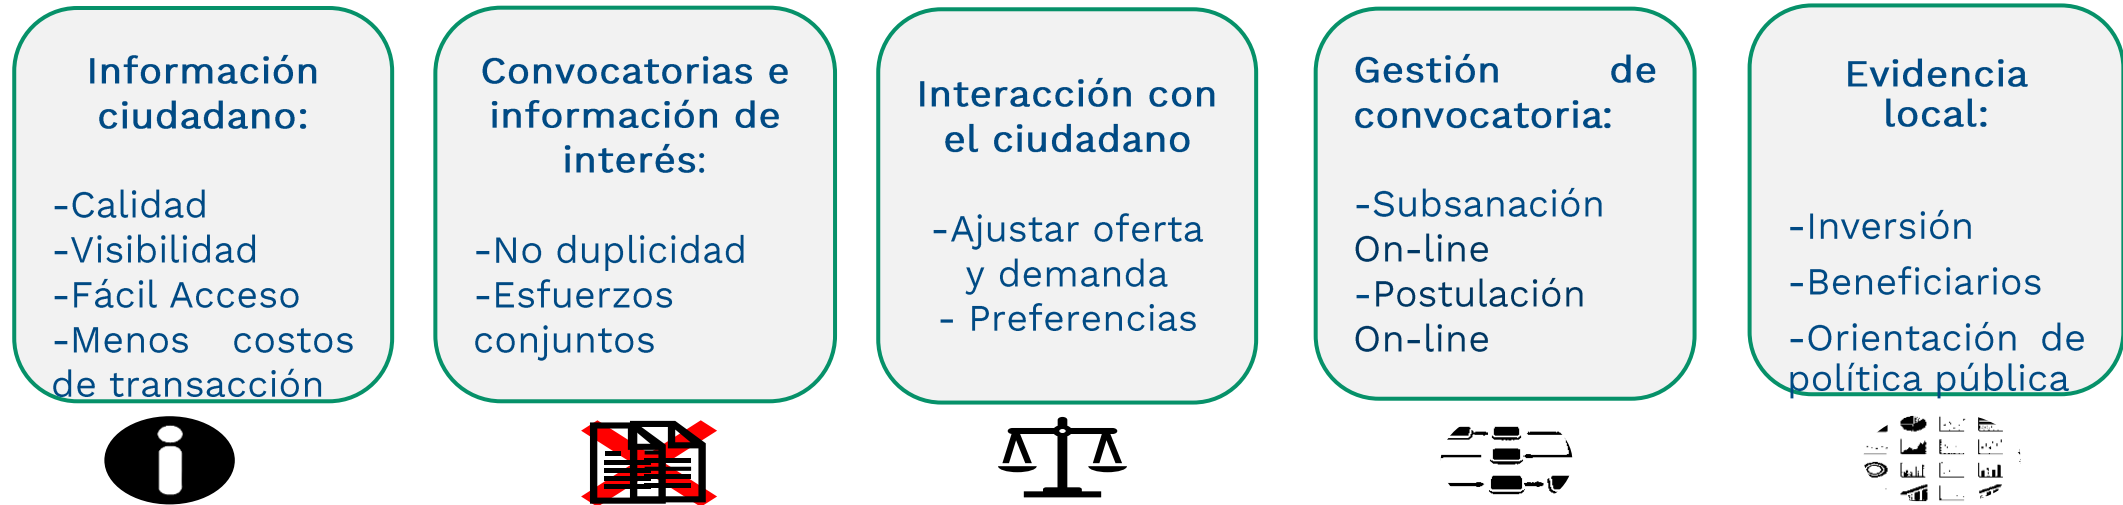 Información
ciudadano:
-Calidad
-Visibilidad
-Fácil Acceso
-Menos costos
de transacción
Convocatorias e
información de
interés:
-No duplicidad
-Esfuerzos
conjuntos
Interacción con
el ciudadano
-Ajustar oferta
y demanda
- Preferencias
Gestión de
convocatoria:
-Subsanación
On-line
-Postulación
On-line
Evidencia
local:
-Inversión
-Beneficiarios
-Orientación de
política pública